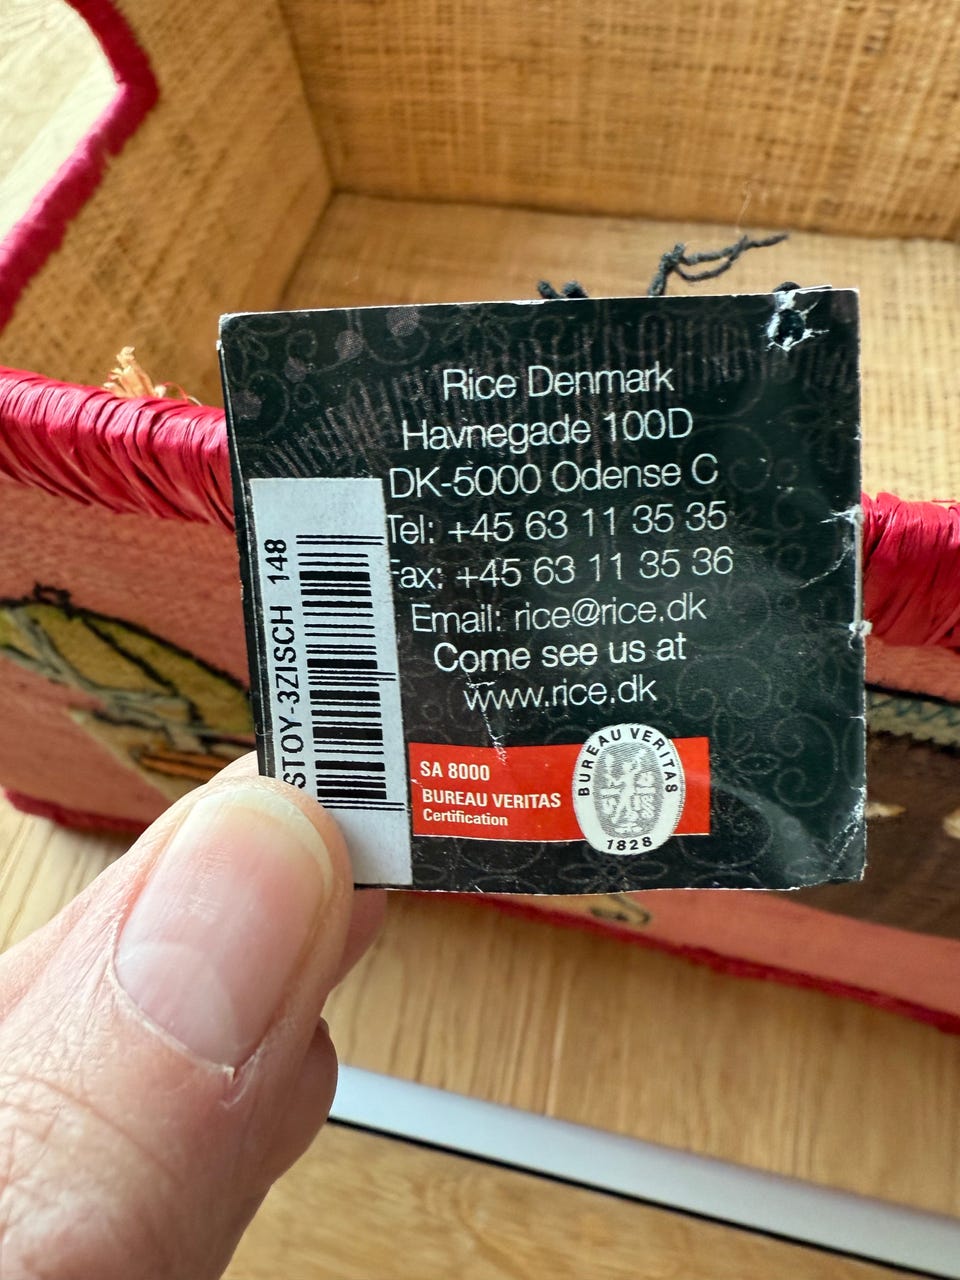 Rice Denmark
Havnegade 100D
DK-5000 Odense C
Tel: +45 63 11 35 35
Fax: +45 63 11 35 36
Email: rice@rice.dk
Come see us at
www.rice.dk
STOY-3ZISCH 148
SA 8000
BUREAU VERITAS
Certification
BUREAU VERITAS
1828